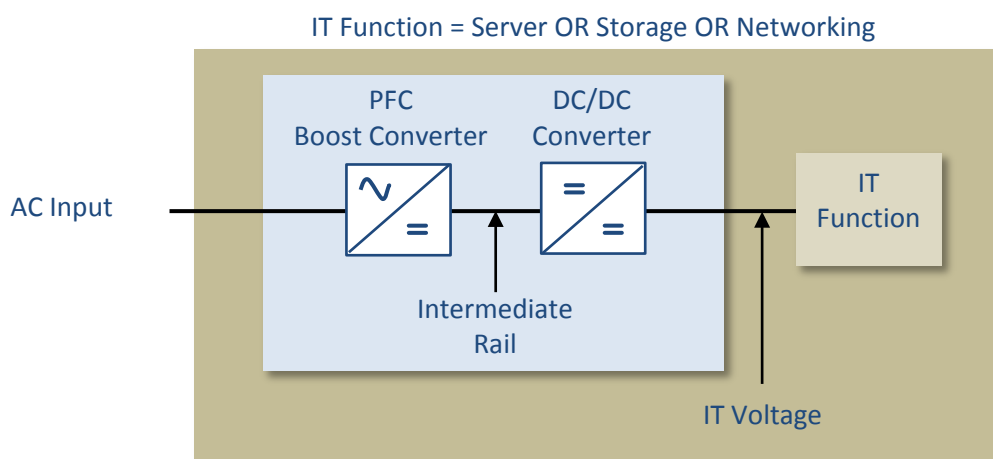 IT Function = Server OR Storage OR Networking
PFC
Boost Converter
DC/DC
Converter
AC Input
IT
Function
Intermediate
Rail
IT Voltage